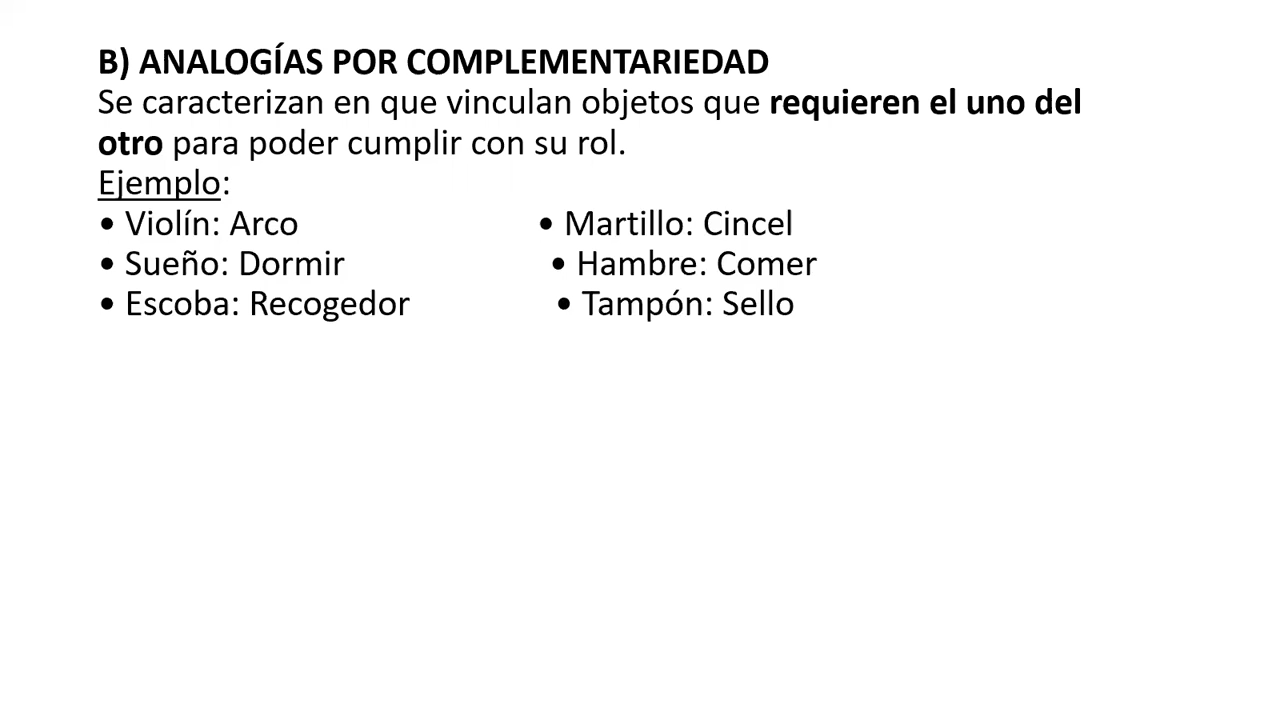 B) ANALOGÍAS POR COMPLEMENTARIEDAD
Se caracterizan en que vinculan objetos que requieren el uno del
otro para poder cumplir con su rol.
Ejemplo:
• Violín: Arco • Martillo: Cincel
• Sueño: Dormir • Hambre: Comer
• Escoba: Recogedor • Tampón: Sello